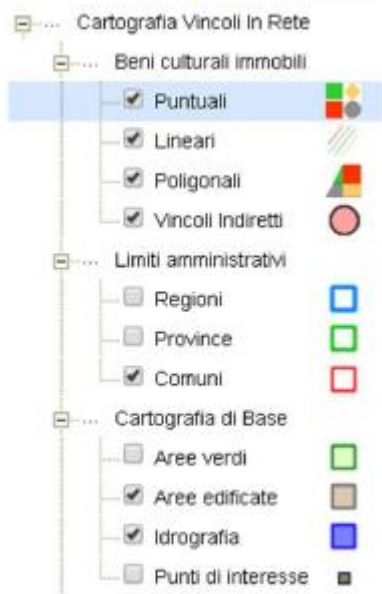 Cartografia Vincoli In Rete
Beni culturali immobili
Puntuali
Lineari
Poligonali
Vincoli Indiretti
Limiti amministrativi
Regioni
Province
Comuni
Cartografia di Base
Aree verdi
Aree edificate
Idrografia
Punti di interesse